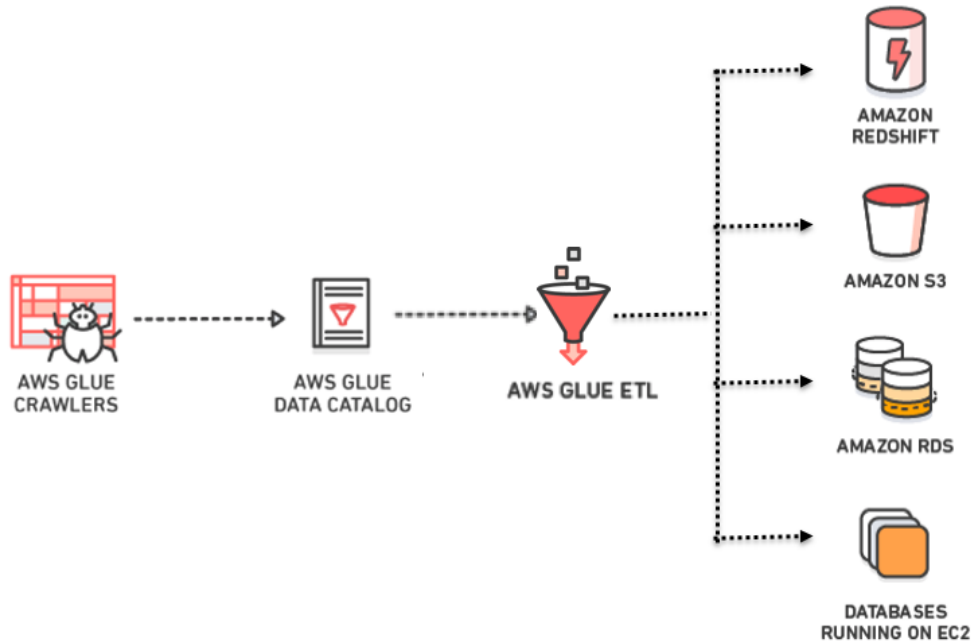 AWS GLUE
CRAWLERS
AWS GLUE
DATA CATALOG
AWS GLUE ETL
AMAZON
REDSHIFT
AMAZON S3
AMAZON RDS
DATABASES
RUNNING ON EC2